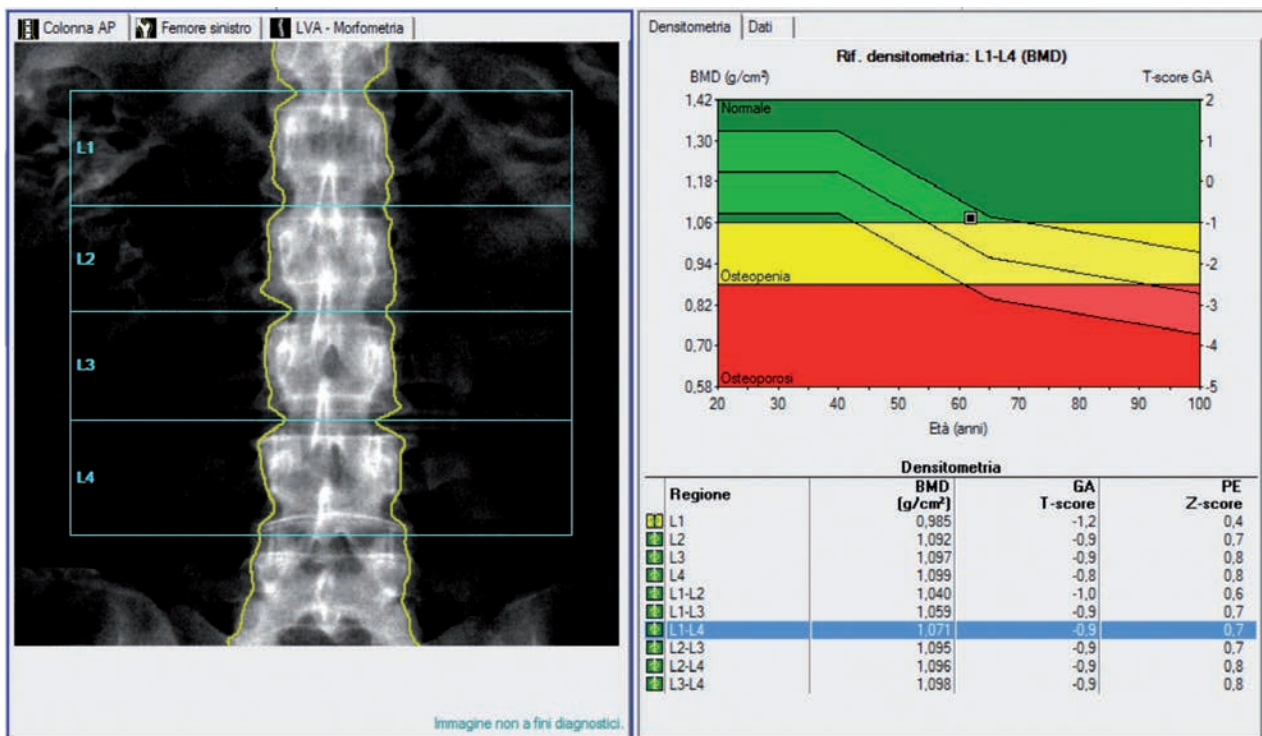 Colonna AP Femore sinistro LVA - Morfometria
L1
L2
L3
L4
Immagine non a fini diagnostici.
Densitometria Dati
Rif. densitometria: L1-L4 (BMD)
BMD (g/cm²) T-score GA
1,42 2
Normale
1,30 1
1,18 0
1,06 -1
0,94 -2
Osteopenia
0,82 -3
0,70 -4
Osteoporosi
0,58 -5
20 30 40 50 60 70 80 90 100
Età (anni)
Densitometria
Regione BMD (g/cm²) GA T-score PE Z-score
L1 0,985 -1,2 0,4
L2 1,092 -0,9 0,7
L3 1,097 -0,9 0,8
L4 1,099 -0,8 0,8
L1-L2 1,040 -1,0 0,6
L1-L3 1,059 -0,9 0,7
L1-L4 1,071 -0,9 0,7
L2-L3 1,095 -0,9 0,7
L2-L4 1,096 -0,9 0,8
L3-L4 1,098 -0,9 0,8